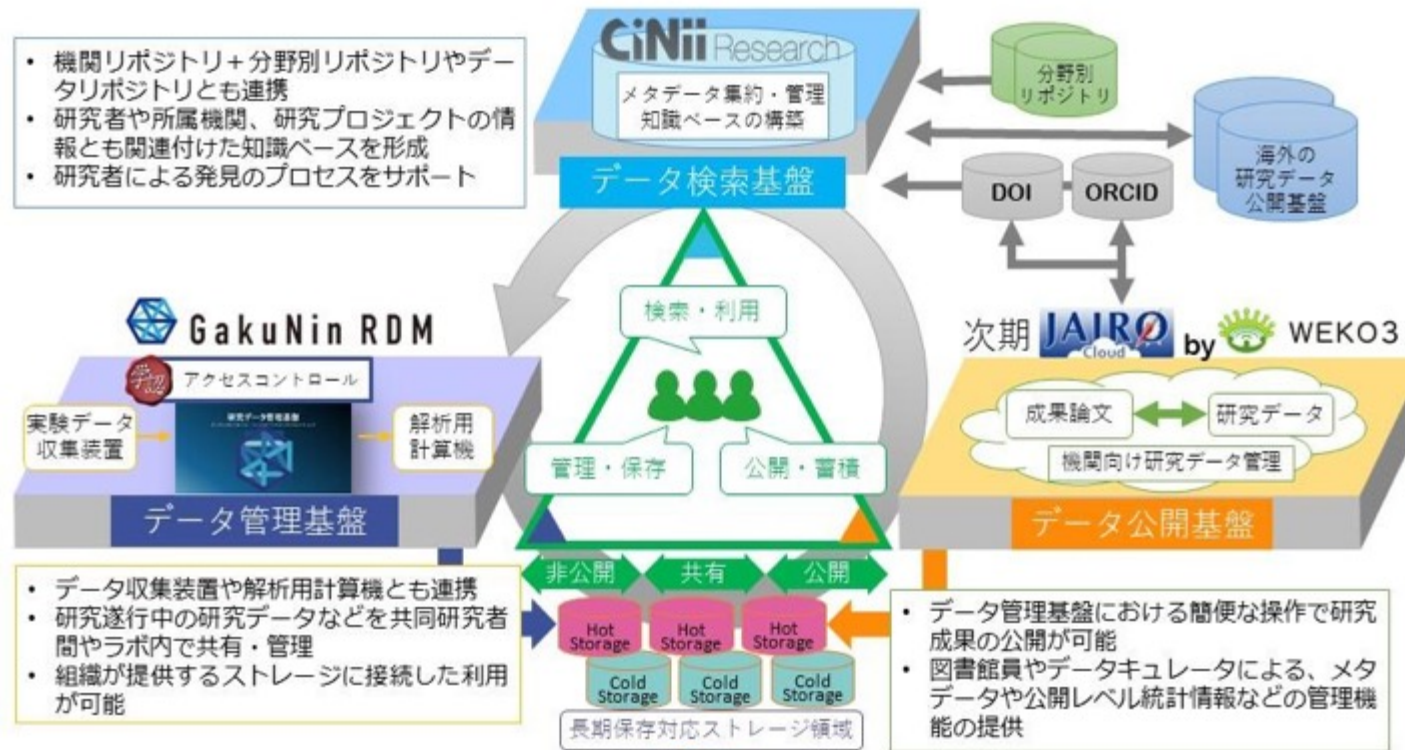 ・ 機関リポジトリ+分野別リポジトリやデー
タリポジトリとも連携
・ 研究者や所属機関、研究プロジェクトの情
報とも関連付けた知識ベースを形成
・ 研究者による発見のプロセスをサポート
CiNii Research
メタデータ集約・管理
知識ベースの構築
データ検索基盤
分野別
リポジトリ
海外の
研究データ
公開基盤
DOI
ORCID
GakuNin RDM
学認
アクセスコントロール
実験データ
収集装置
研究データ管理基盤
解析用
計算機
データ管理基盤
検索・利用
管理・保存
公開・蓄積
次期 JAIRO Cloud by WEKO3
成果論文
研究データ
機関向け研究データ管理
データ公開基盤
非公開
共有
公開
Hot Storage
Hot Storage
Hot Storage
Cold Storage
Cold Storage
Cold Storage
長期保存対応ストレージ領域
・ データ収集装置や解析用計算機とも連携
・ 研究遂行中の研究データなどを共同研究者
間やラボ内で共有・管理
・ 組織が提供するストレージに接続した利用
が可能
・ データ管理基盤における簡便な操作で研究
成果の公開が可能
・ 図書館員やデータキュレータによる、メタ
データや公開レベル統計情報などの管理機
能の提供